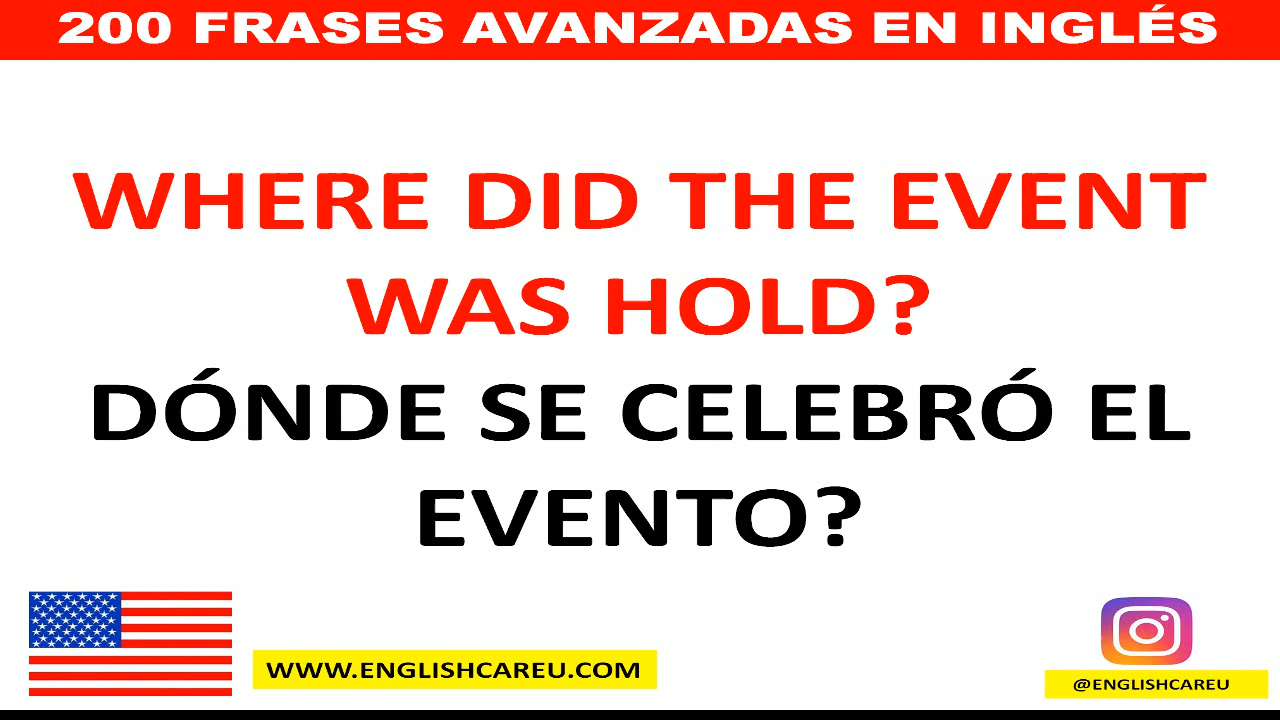 200 FRASES AVANZADAS EN INGLÉS
WHERE DID THE EVENT
WAS HOLD?
DÓNDE SE CELEBRÓ EL
EVENTO?
WWW.ENGLISHCAREU.COM
@ENGLISHCAREU